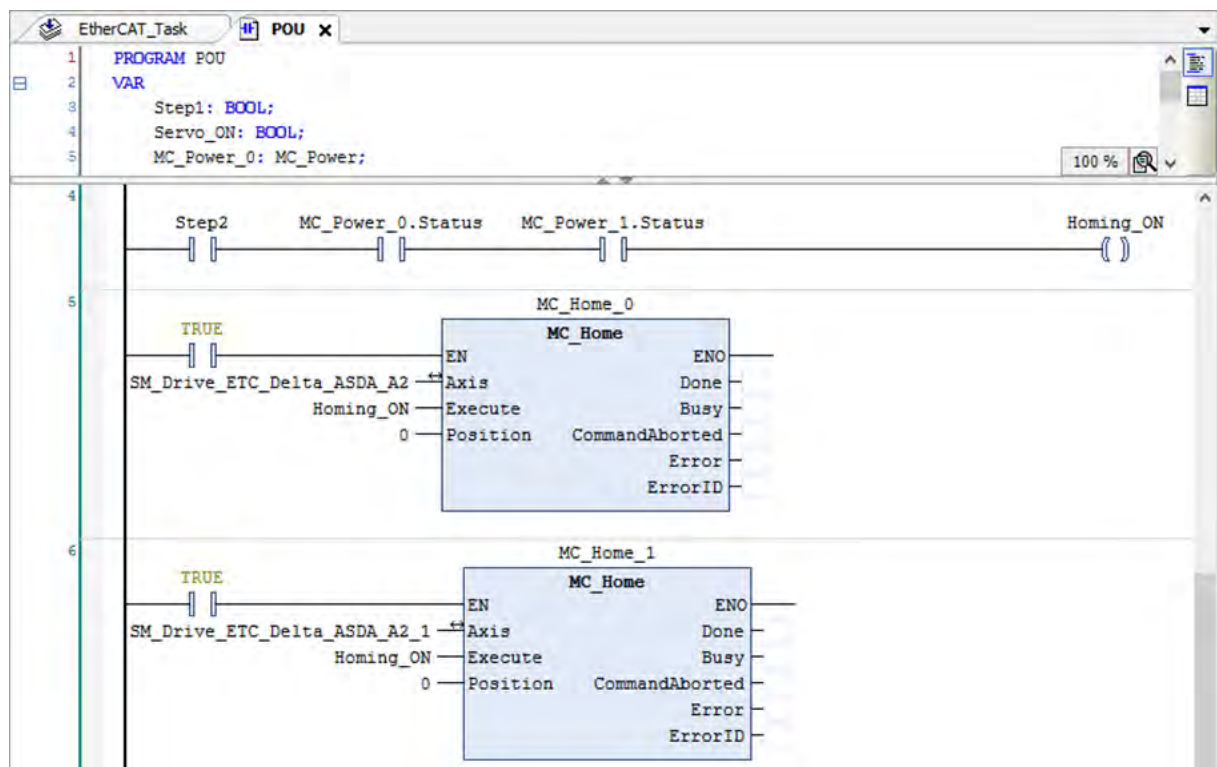 EtherCAT_Task POU
1 PROGRAM POU
2 VAR
3 Step1: BOOL;
4 Servo_ON: BOOL;
5 MC_Power_0: MC_Power;
100 %
4
Step2 MC_Power_0.Status MC_Power_1.Status Homing_ON
5 MC_Home_0
TRUE MC_Home
EN ENO
SM_Drive_ETC_Delta_ASDA_A2 Axis Done
Homing_ON Execute Busy
0 Position CommandAborted
Error
ErrorID
6 MC_Home_1
TRUE MC_Home
EN ENO
SM_Drive_ETC_Delta_ASDA_A2_1 Axis Done
Homing_ON Execute Busy
0 Position CommandAborted
Error
ErrorID